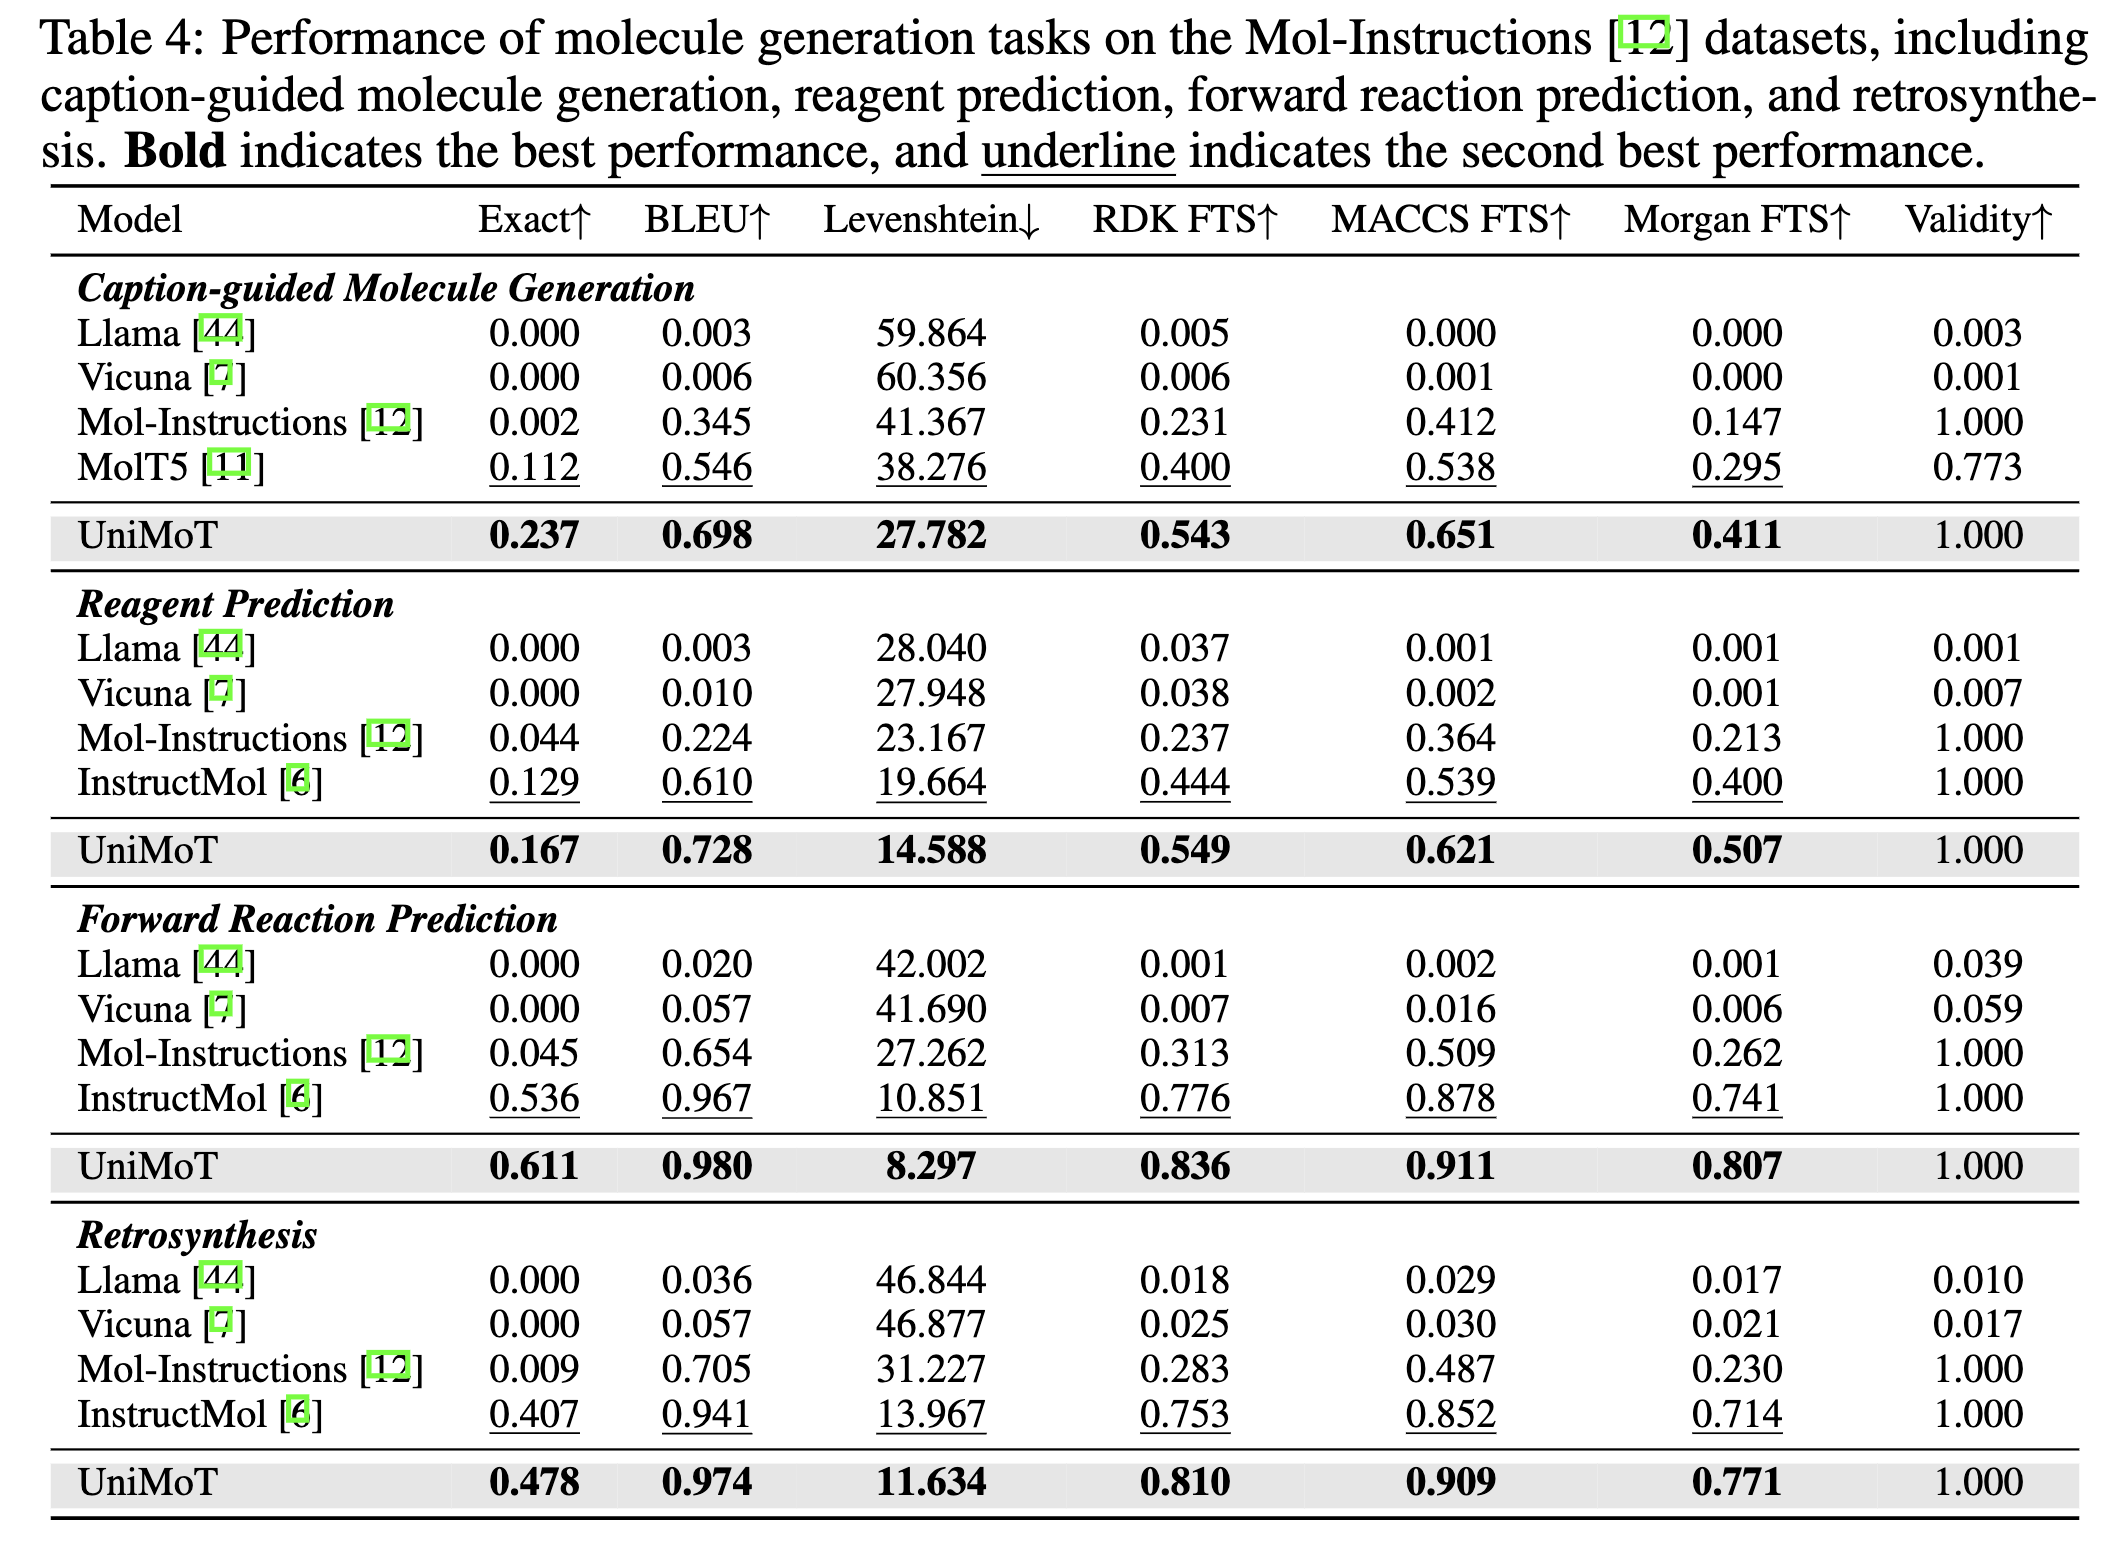 Table 4: Performance of molecule generation tasks on the Mol-Instructions [12] datasets, including
caption-guided molecule generation, reagent prediction, forward reaction prediction, and retrosynthe-
sis. Bold indicates the best performance, and underline indicates the second best performance.
Model Exact↑ BLEU↑ Levenshtein↓ RDK FTS↑ MACCS FTS↑ Morgan FTS↑ Validity↑
Caption-guided Molecule Generation
Llama [44] 0.000 0.003 59.864 0.005 0.000 0.000 0.003
Vicuna [7] 0.000 0.006 60.356 0.006 0.001 0.000 0.001
Mol-Instructions [12] 0.002 0.345 41.367 0.231 0.412 0.147 1.000
MolT5 [11] 0.112 0.546 38.276 0.400 0.538 0.295 0.773
UniMoT 0.237 0.698 27.782 0.543 0.651 0.411 1.000
Reagent Prediction
Llama [44] 0.000 0.003 28.040 0.037 0.001 0.001 0.001
Vicuna [7] 0.000 0.010 27.948 0.038 0.002 0.001 0.007
Mol-Instructions [12] 0.044 0.224 23.167 0.237 0.364 0.213 1.000
InstructMol [6] 0.129 0.610 19.664 0.444 0.539 0.400 1.000
UniMoT 0.167 0.728 14.588 0.549 0.621 0.507 1.000
Forward Reaction Prediction
Llama [44] 0.000 0.020 42.002 0.001 0.002 0.001 0.039
Vicuna [7] 0.000 0.057 41.690 0.007 0.016 0.006 0.059
Mol-Instructions [12] 0.045 0.654 27.262 0.313 0.509 0.262 1.000
InstructMol [6] 0.536 0.967 10.851 0.776 0.878 0.741 1.000
UniMoT 0.611 0.980 8.297 0.836 0.911 0.807 1.000
Retrosynthesis
Llama [44] 0.000 0.036 46.844 0.018 0.029 0.017 0.010
Vicuna [7] 0.000 0.057 46.877 0.025 0.030 0.021 0.017
Mol-Instructions [12] 0.009 0.705 31.227 0.283 0.487 0.230 1.000
InstructMol [6] 0.407 0.941 13.967 0.753 0.852 0.714 1.000
UniMoT 0.478 0.974 11.634 0.810 0.909 0.771 1.000